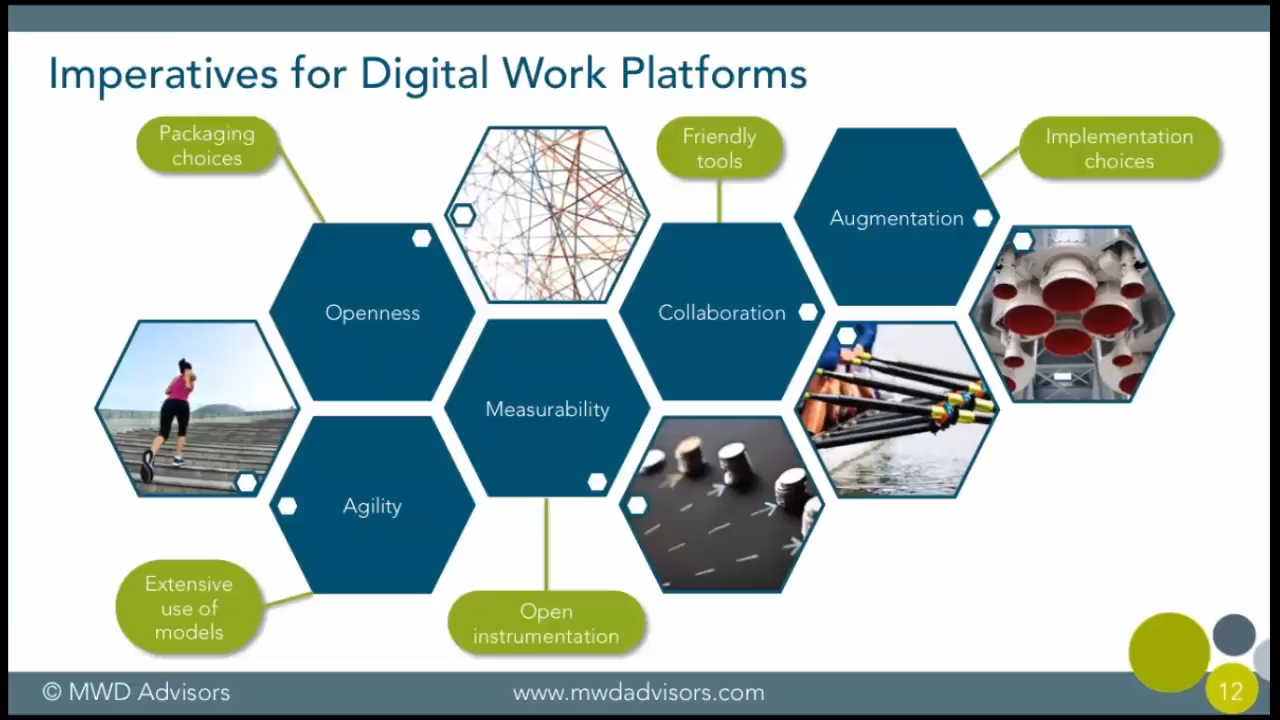 Imperatives for Digital Work Platforms
Packaging
choices
Friendly
tools
Implementation
choices
Augmentation
Openness
Collaboration
Measurability
Agility
Extensive
use of
models
Open
instrumentation
© MWD Advisors
www.mwdadvisors.com
12